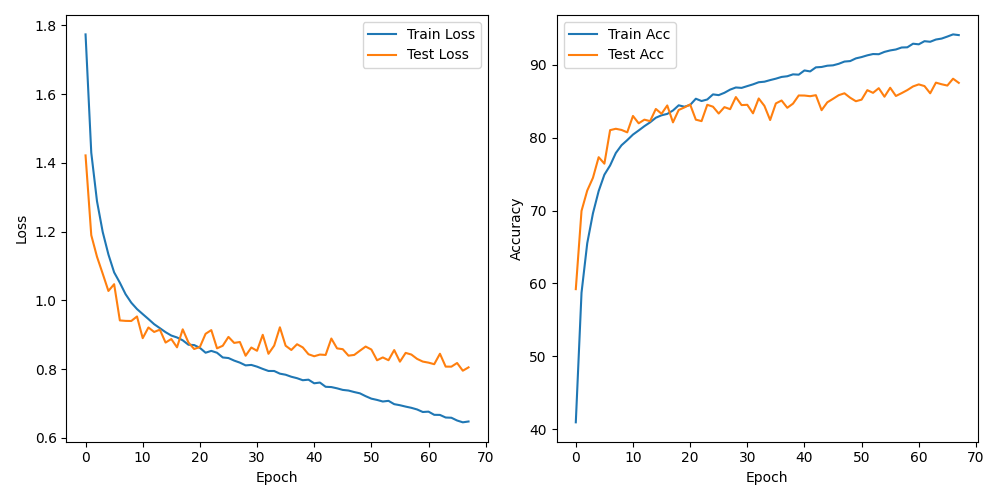 1.8
1.6
1.4
1.2
1.0
0.8
0.6
Loss
0 10 20 30 40 50 60 70
Epoch
Train Loss
Test Loss
90
80
70
60
50
40
Accuracy
0 10 20 30 40 50 60 70
Epoch
Train Acc
Test Acc